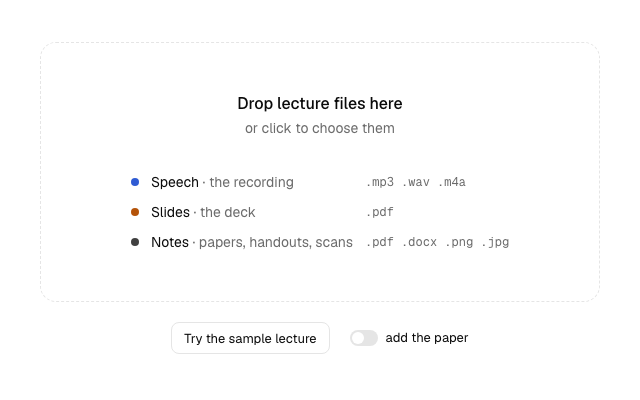 Drop lecture files here
or click to choose them
Speech · the recording .mp3 .wav .m4a
Slides · the deck .pdf
Notes · papers, handouts, scans .pdf .docx .png .jpg
Try the sample lecture add the paper